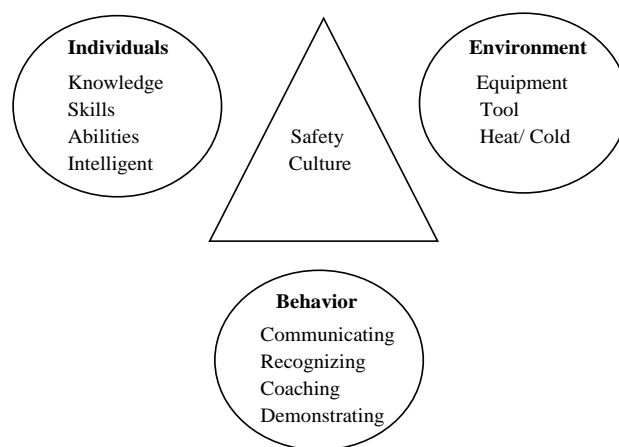 Individuals
Knowledge
Skills
Abilities
Intelligent
Safety
Culture
Environment
Equipment
Tool
Heat/ Cold
Behavior
Communicating
Recognizing
Coaching
Demonstrating